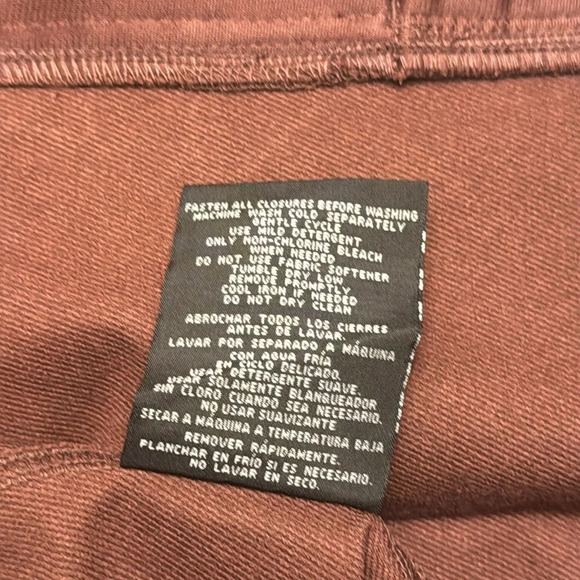 FASTEN ALL CLOSURES BEFORE WASHING
MACHINE WASH COLD SEPARATELY
GENTLE CYCLE
USE MILD DETERGENT
ONLY NON-CHLORINE BLEACH
WHEN NEEDED
DO NOT USE FABRIC SOFTENER
TUMBLE DRY LOW
REMOVE PROMPTLY
COOL IRON IF NEEDED
DO NOT DRY CLEAN
ABROCHAR TODOS LOS CIERRES
ANTES DE LAVAR.
LAVAR POR SEPARADO A MÁQUINA
CON AGUA FRÍA
EN CICLO DELICADO.
USAR DETERGENTE SUAVE.
USAR SOLAMENTE BLANQUEADOR
SIN CLORO CUANDO SEA NECESARIO.
NO USAR SUAVIZANTE
SECAR A MÁQUINA A TEMPERATURA BAJA
REMOVER RÁPIDAMENTE.
PLANCHAR EN FRÍO SI ES NECESARIO.
NO LAVAR EN SECO.